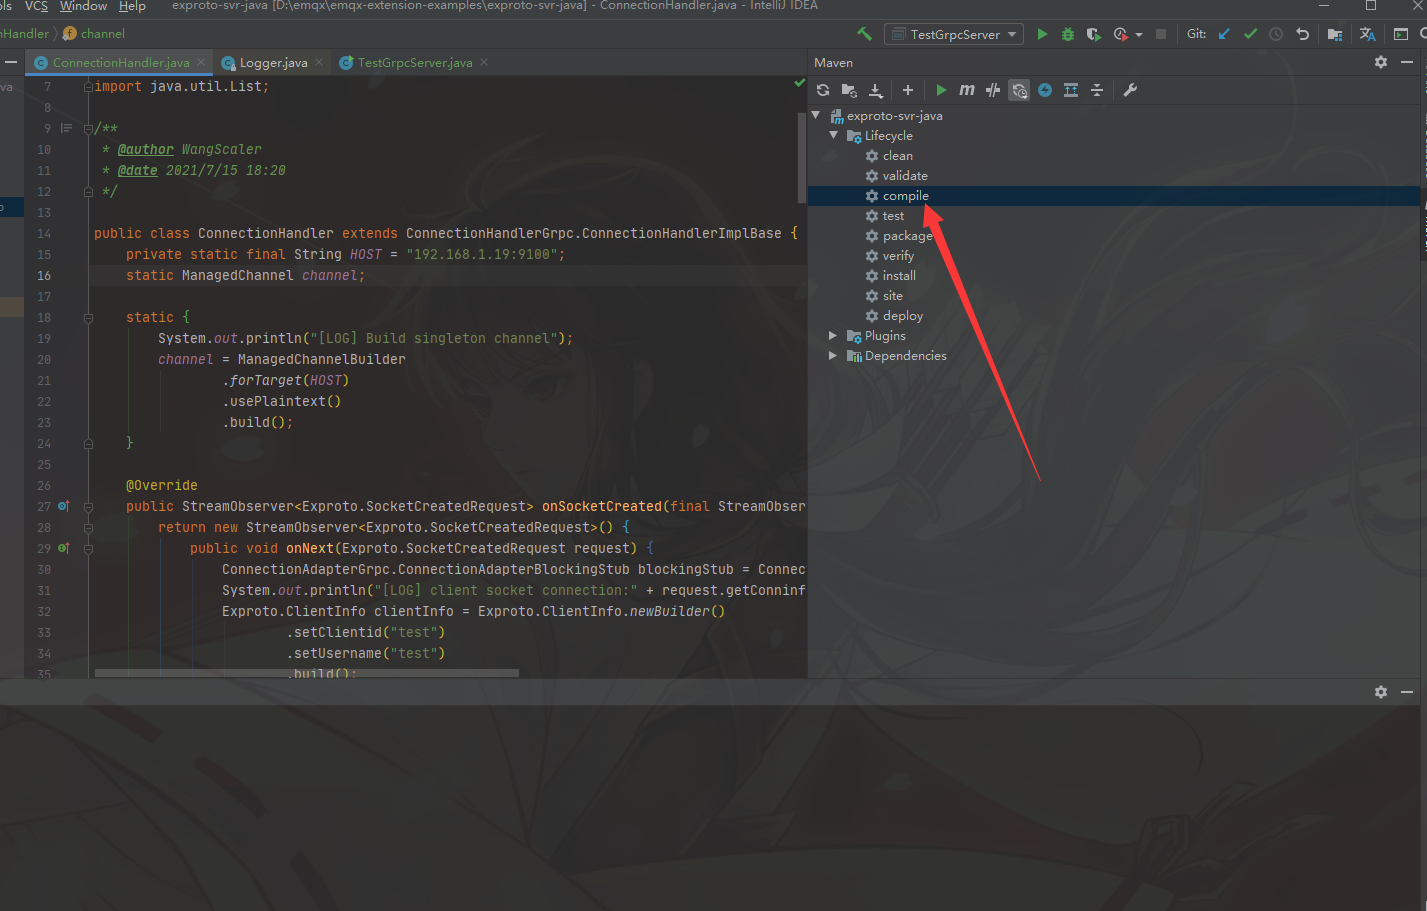 ols VCS Window Help exproto-svr-java [D:\emqx\emqx-extension-examples\exproto-svr-java] - ConnectionHandler.java - IntelliJ IDEA
nHandler channel TestGrpcServer Git:
ConnectionHandler.java Logger.java TestGrpcServer.java
Maven
va
7 import java.util.List;
8
9 /**
10 * @author WangScaler
11 * @date 2021/7/15 18:20
12 */
13
14 public class ConnectionHandler extends ConnectionHandlerGrpc.ConnectionHandlerImplBase {
15 private static final String HOST = "192.168.1.19:9100";
16 static ManagedChannel channel;
17
18 static {
19 System.out.println("[LOG] Build singleton channel");
20 channel = ManagedChannelBuilder
21 .forTarget(HOST)
22 .usePlaintext()
23 .build();
24 }
25
26 @Override
27 public StreamObserver<Exproto.SocketCreatedRequest> onSocketCreated(final StreamObser
28 return new StreamObserver<Exproto.SocketCreatedRequest>() {
29 public void onNext(Exproto.SocketCreatedRequest request) {
30 ConnectionAdapterGrpc.ConnectionAdapterBlockingStub blockingStub = Connec
31 System.out.println("[LOG] client socket connection:" + request.getConninf
32 Exproto.ClientInfo clientInfo = Exproto.ClientInfo.newBuilder()
33 .setClientid("test")
34 .setUsername("test")
35 .build();
exproto-svr-java
Lifecycle
clean
validate
compile
test
package
verify
install
site
deploy
Plugins
Dependencies